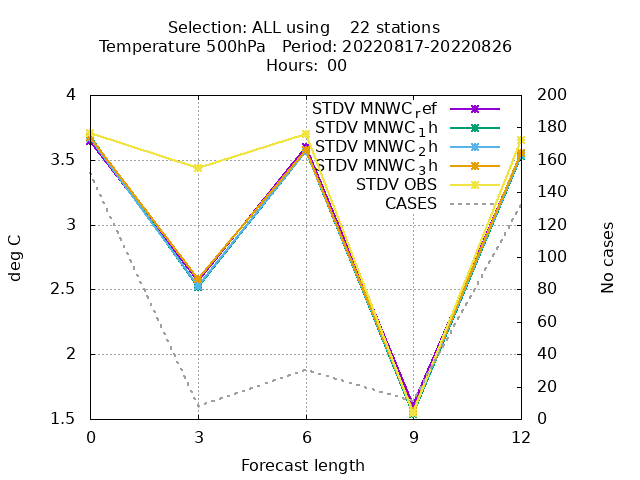 Selection: ALL using    22 stations
Temperature 500hPa   Period: 20220817-20220826
Hours:  00
4
3.5
3
2.5
2
1.5
deg C
STDV MNWC_ref
STDV MNWC_1h
STDV MNWC_2h
STDV MNWC_3h
STDV OBS
CASES
200
180
160
140
120
100
80
60
40
20
0
No cases
0 3 6 9 12
Forecast length